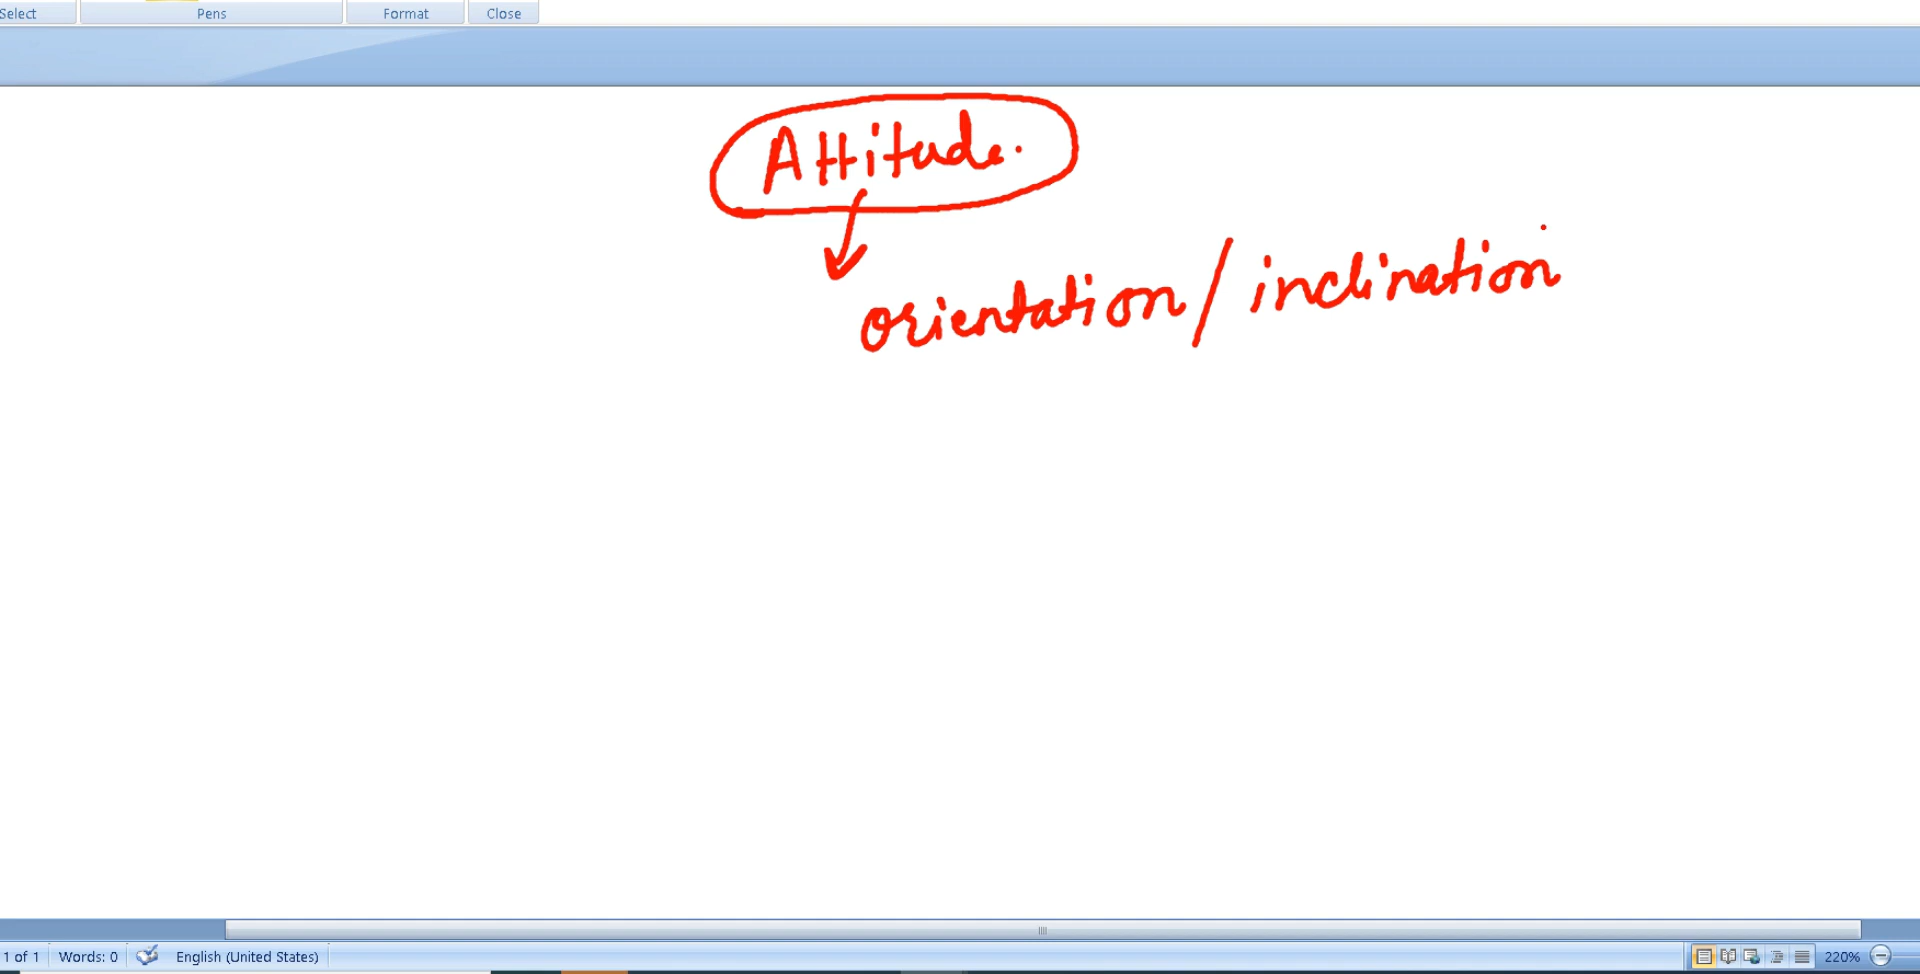 Select Pens Format Close
Attitude.
orientation/inclination
1 of 1 Words: 0 English (United States) 220%